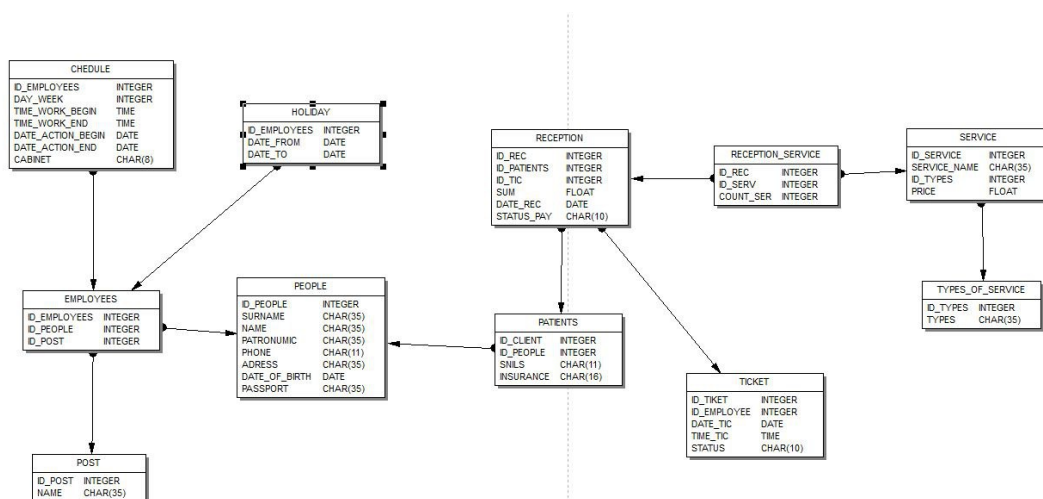 CHEDULE
ID_EMPLOYEES INTEGER
DAY_WEEK INTEGER
TIME_WORK_BEGIN TIME
TIME_WORK_END TIME
DATE_ACTION_BEGIN DATE
DATE_ACTION_END DATE
CABINET CHAR(8)
HOLIDAY
ID_EMPLOYEES INTEGER
DATE_FROM DATE
DATE_TO DATE
RECEPTION
ID_REC INTEGER
ID_PATIENTS INTEGER
ID_TIC INTEGER
SUM FLOAT
DATE_REC DATE
STATUS_PAY CHAR(10)
RECEPTION_SERVICE
ID_REC INTEGER
ID_SERV INTEGER
COUNT_SER INTEGER
SERVICE
ID_SERVICE INTEGER
SERVICE_NAME CHAR(35)
ID_TYPES INTEGER
PRICE FLOAT
EMPLOYEES
ID_EMPLOYEES INTEGER
ID_PEOPLE INTEGER
ID_POST INTEGER
PEOPLE
ID_PEOPLE INTEGER
SURNAME CHAR(35)
NAME CHAR(35)
PATRONUMIC CHAR(35)
PHONE CHAR(11)
ADRESS CHAR(35)
DATE_OF_BIRTH DATE
PASSPORT CHAR(35)
PATIENTS
ID_CLIENT INTEGER
ID_PEOPLE INTEGER
SNILS CHAR(11)
INSURANCE CHAR(16)
TYPES_OF_SERVICE
ID_TYPES INTEGER
TYPES CHAR(35)
TICKET
ID_TIKET INTEGER
ID_EMPLOYEE INTEGER
DATE_TIC DATE
TIME_TIC TIME
STATUS CHAR(10)
POST
ID_POST INTEGER
NAME CHAR(35)